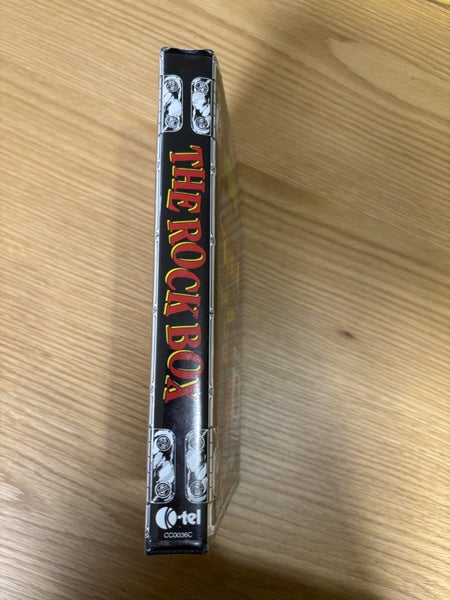 THE ROCK BOX
K-tel
CC0036C